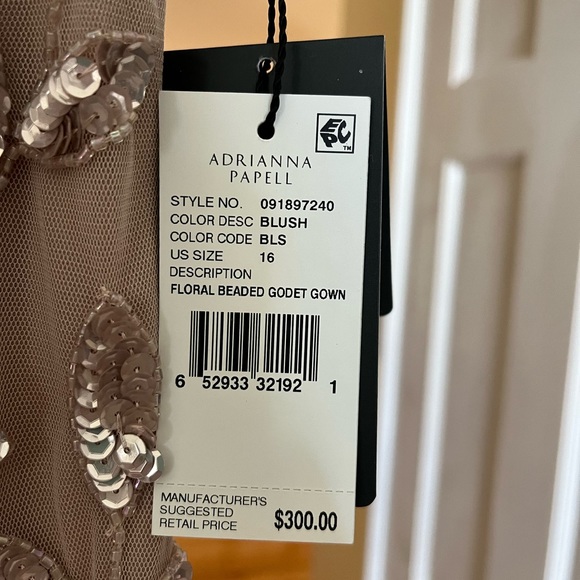 EPC™
ADRIANNA
PAPELL
STYLE NO. 091897240
COLOR DESC BLUSH
COLOR CODE BLS
US SIZE 16
DESCRIPTION
FLORAL BEADED GODET GOWN
6 52933 32192 1
MANUFACTURER'S
SUGGESTED
RETAIL PRICE $300.00